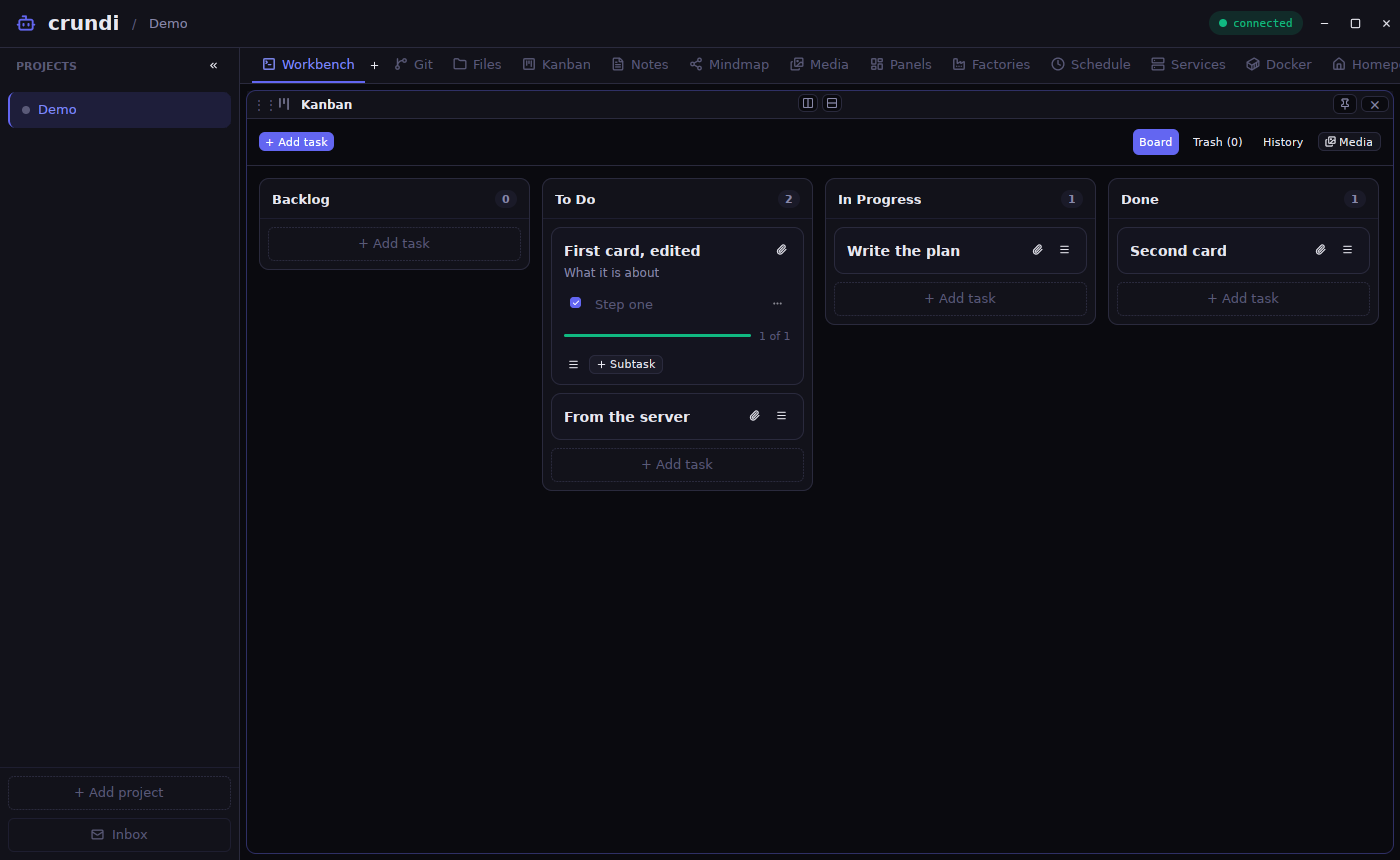 crundi / Demo
connected
PROJECTS «
Workbench + Git Files Kanban Notes Mindmap Media Panels Factories Schedule Services Docker Homep
Demo
Kanban
+ Add task
Board Trash (0) History Media
Backlog 0
+ Add task
To Do 2
First card, edited
What it is about
Step one
1 of 1
+ Subtask
From the server
+ Add task
In Progress 1
Write the plan
+ Add task
Done 1
Second card
+ Add task
+ Add project
Inbox